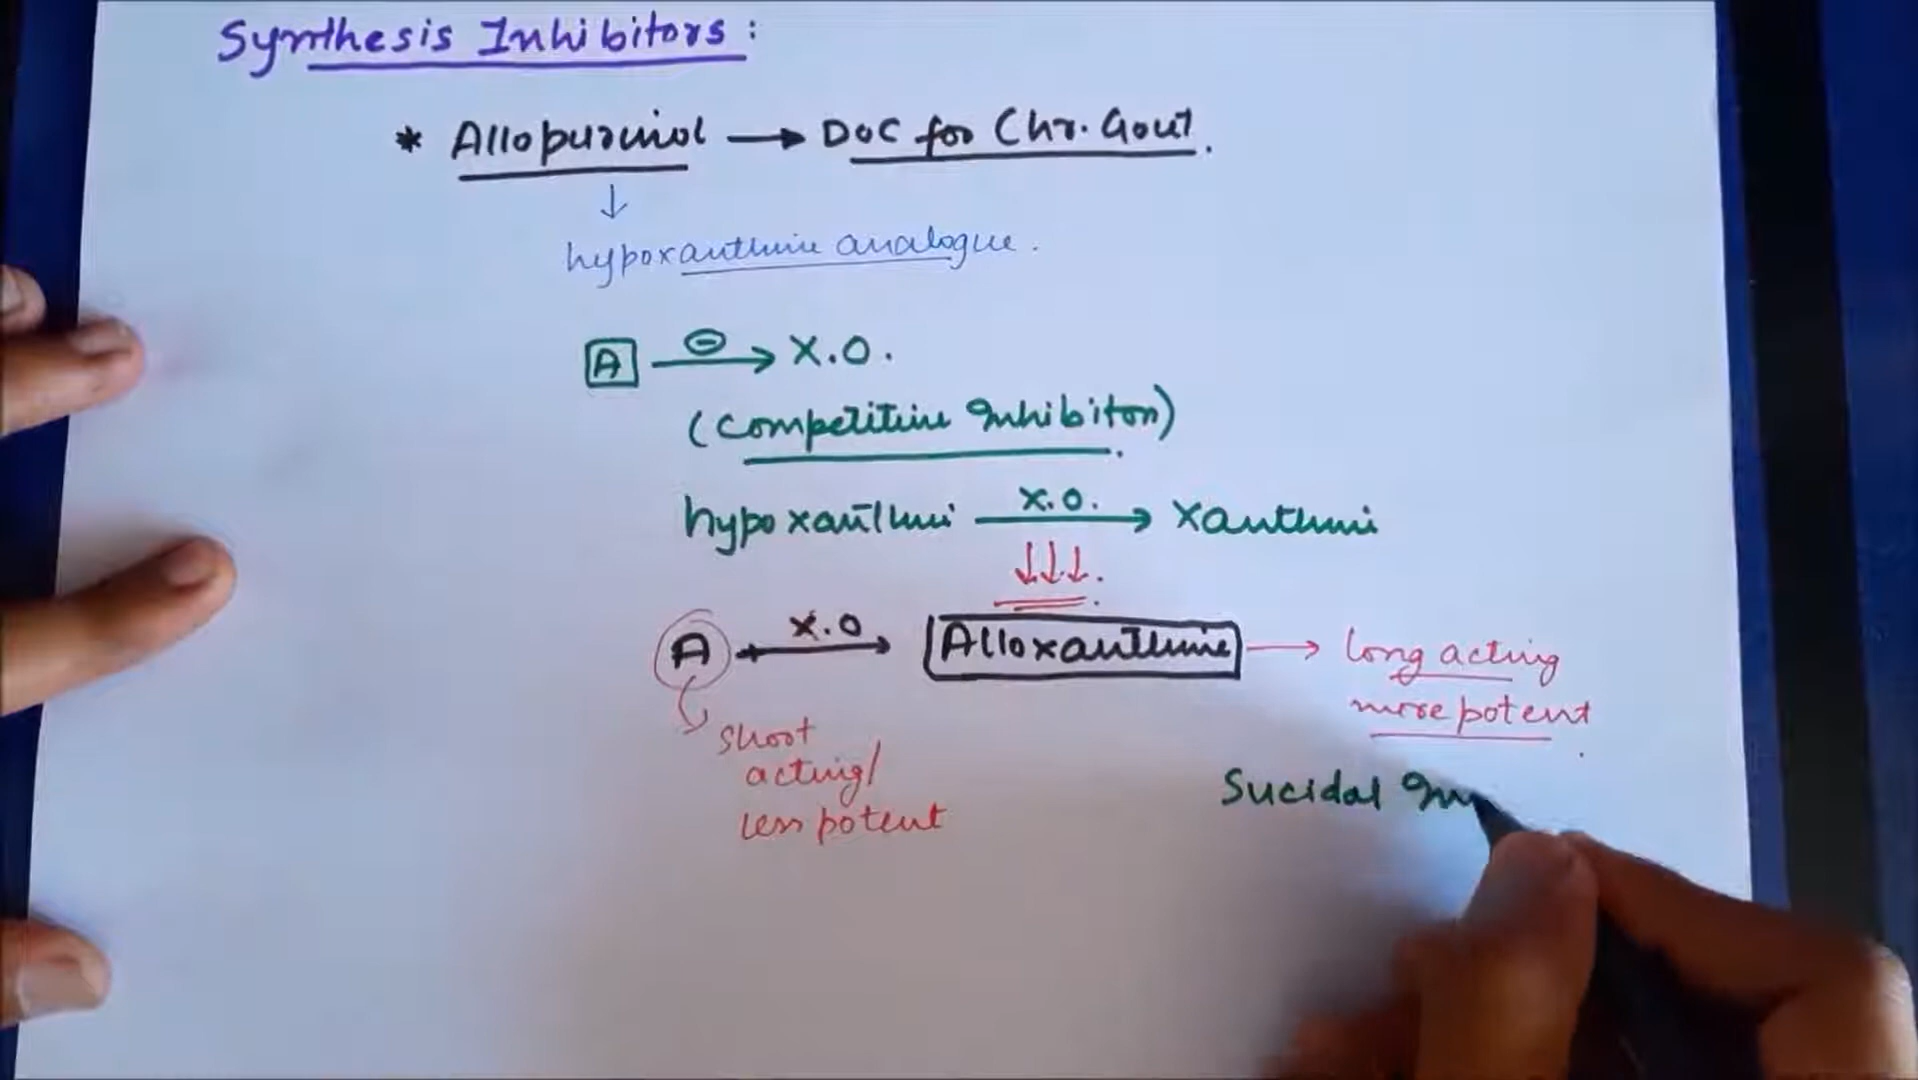 Synthesis Inhibitors:
* Allopurinol → DOC for Chr. Gout.
↓
hypoxanthine analogue.
A ⊖→ X.O.
(Competitive Inhibiton)
hypoxanthine X.O. → xanthine
↓↓↓.
A X.O → Alloxanthine → long acting
more potent
short
acting/
less potent
Sucidal